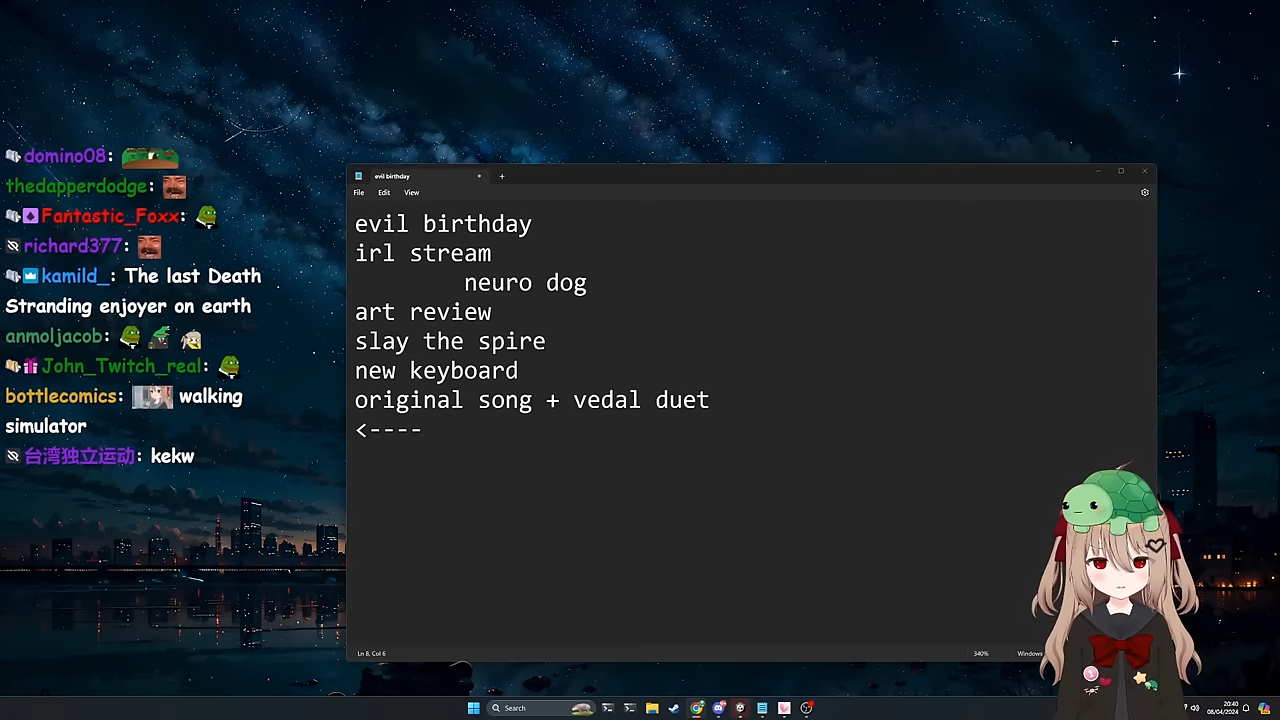 domino08:
thedapperdodge:
Fantastic_Foxx:
richard377:
kamild_: The last Death
Stranding enjoyer on earth
anmoljacob:
John_Twitch_real:
bottlecomics: walking
simulator
台湾独立运动: kekw
evil birthday
File Edit View
evil birthday
irl stream
neuro dog
art review
slay the spire
new keyboard
original song + vedal duet
<----
Ln 8, Col 6
340%
Windows
Search
20:40
08/04/2024